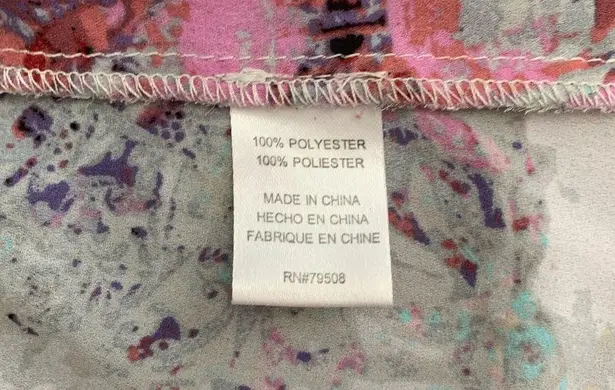 100% POLYESTER
100% POLIESTER
MADE IN CHINA
HECHO EN CHINA
FABRIQUE EN CHINE
RN#79508